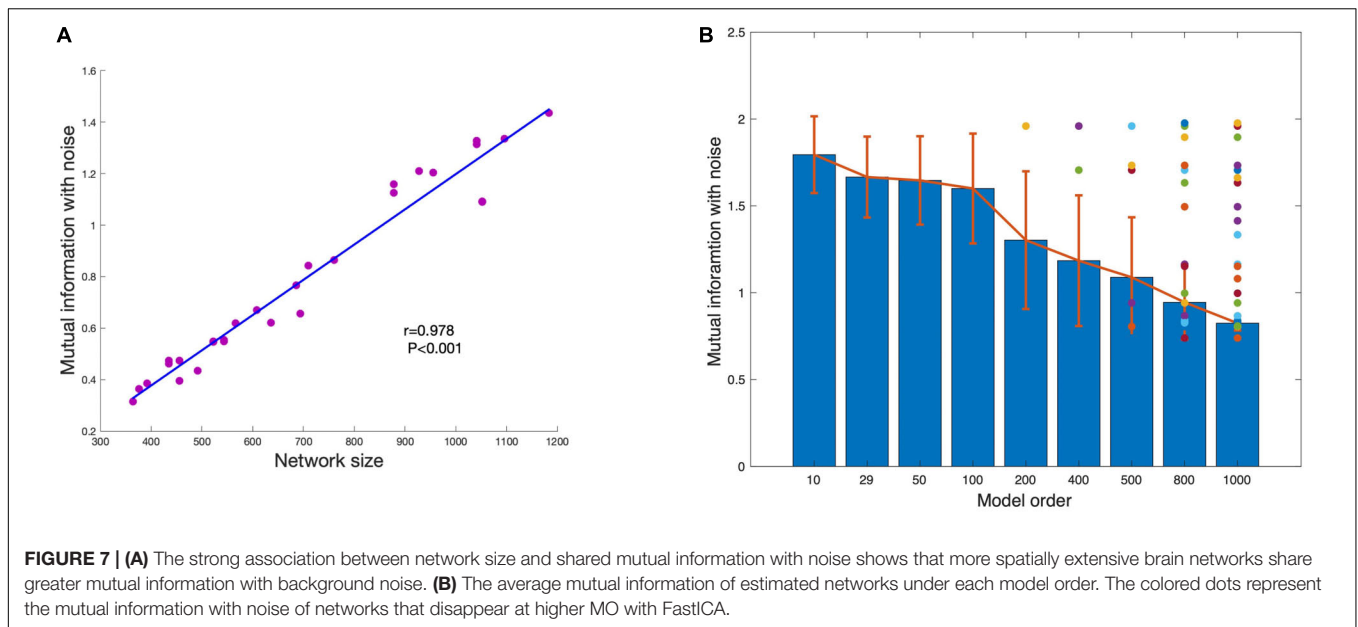 A
1.6
1.4
1.2
1
0.8
0.6
0.4
0.2
Mutual information with noise
r=0.978
P<0.001
300 400 500 600 700 800 900 1000 1100 1200
Network size
B
2.5
2
1.5
1
0.5
0
Mutual inforamtion with noise
10 29 50 100 200 400 500 800 1000
Model order
FIGURE 7 | (A) The strong association between network size and shared mutual information with noise shows that more spatially extensive brain networks share
greater mutual information with background noise. (B) The average mutual information of estimated networks under each model order. The colored dots represent
the mutual information with noise of networks that disappear at higher MO with FastICA.